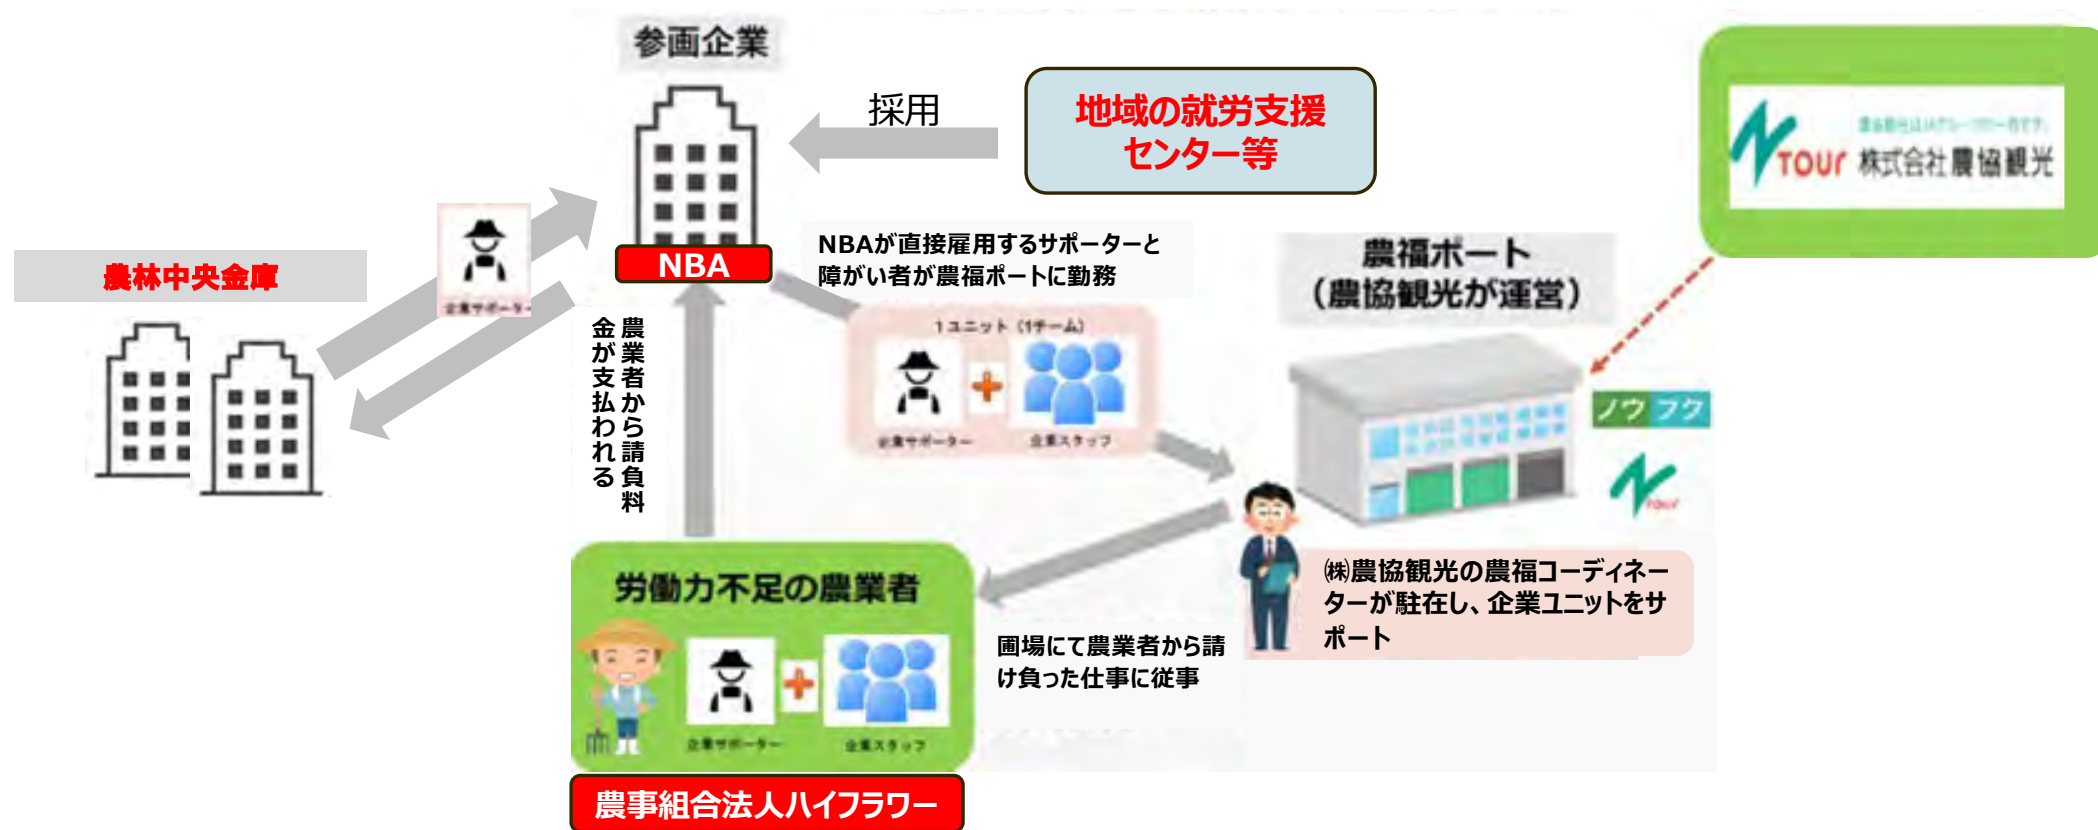 参画企業
採用
地域の就労支援
センター等
TOUR 株式会社農協観光
企業サポーター
NBA
農林中央金庫
NBAが直接雇用するサポーターと
障がい者が農福ポートに勤務
農福ポート
（農協観光が運営）
1ユニット（1チーム）
企業サポーター
企業スタッフ
農業者から請負料
金が支払われる
ノウフク
TOUR
㈱農協観光の農福コーディネー
ターが駐在し、企業ユニットをサ
ポート
労働力不足の農業者
企業サポーター
企業スタッフ
圃場にて農業者から請
け負った仕事に従事
農事組合法人ハイフラワー